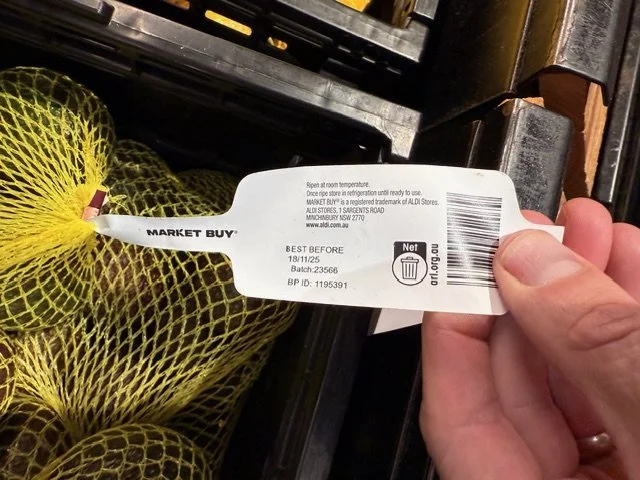 Ripen at room temperature.
Once ripe store in refrigeration until ready to use.
MARKET BUY® is a registered trademark of ALDI Stores.
ALDI STORES, 1 SARGENTS ROAD
MINCHINBURY NSW 2770
www.aldi.com.au
MARKET BUY®
BEST BEFORE
18/11/25
Batch:23566
BP ID: 1195391
Net
arl.org.au